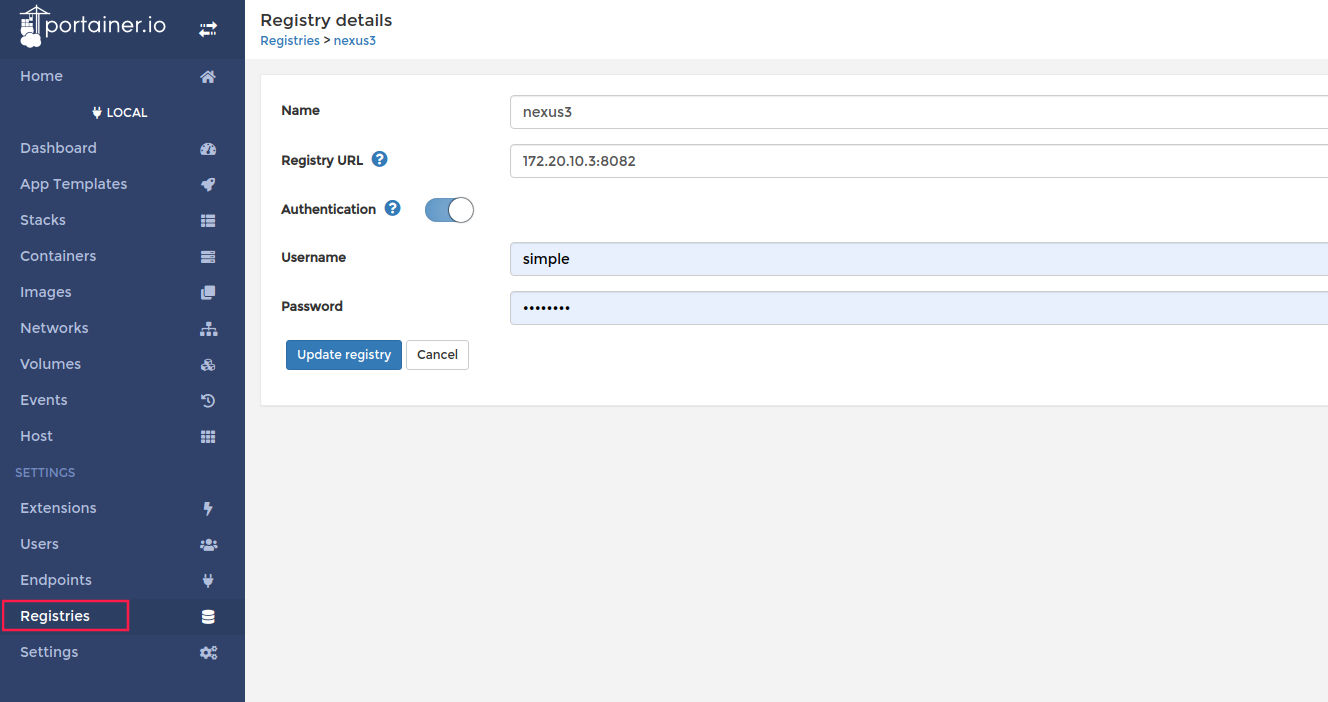 portainer.io
Home
LOCAL
Dashboard
App Templates
Stacks
Containers
Images
Networks
Volumes
Events
Host
SETTINGS
Extensions
Users
Endpoints
Registries
Settings
Registry details
Registries > nexus3
Name
nexus3
Registry URL ?
172.20.10.3:8082
Authentication ?
Username
simple
Password
••••••••
Update registry
Cancel